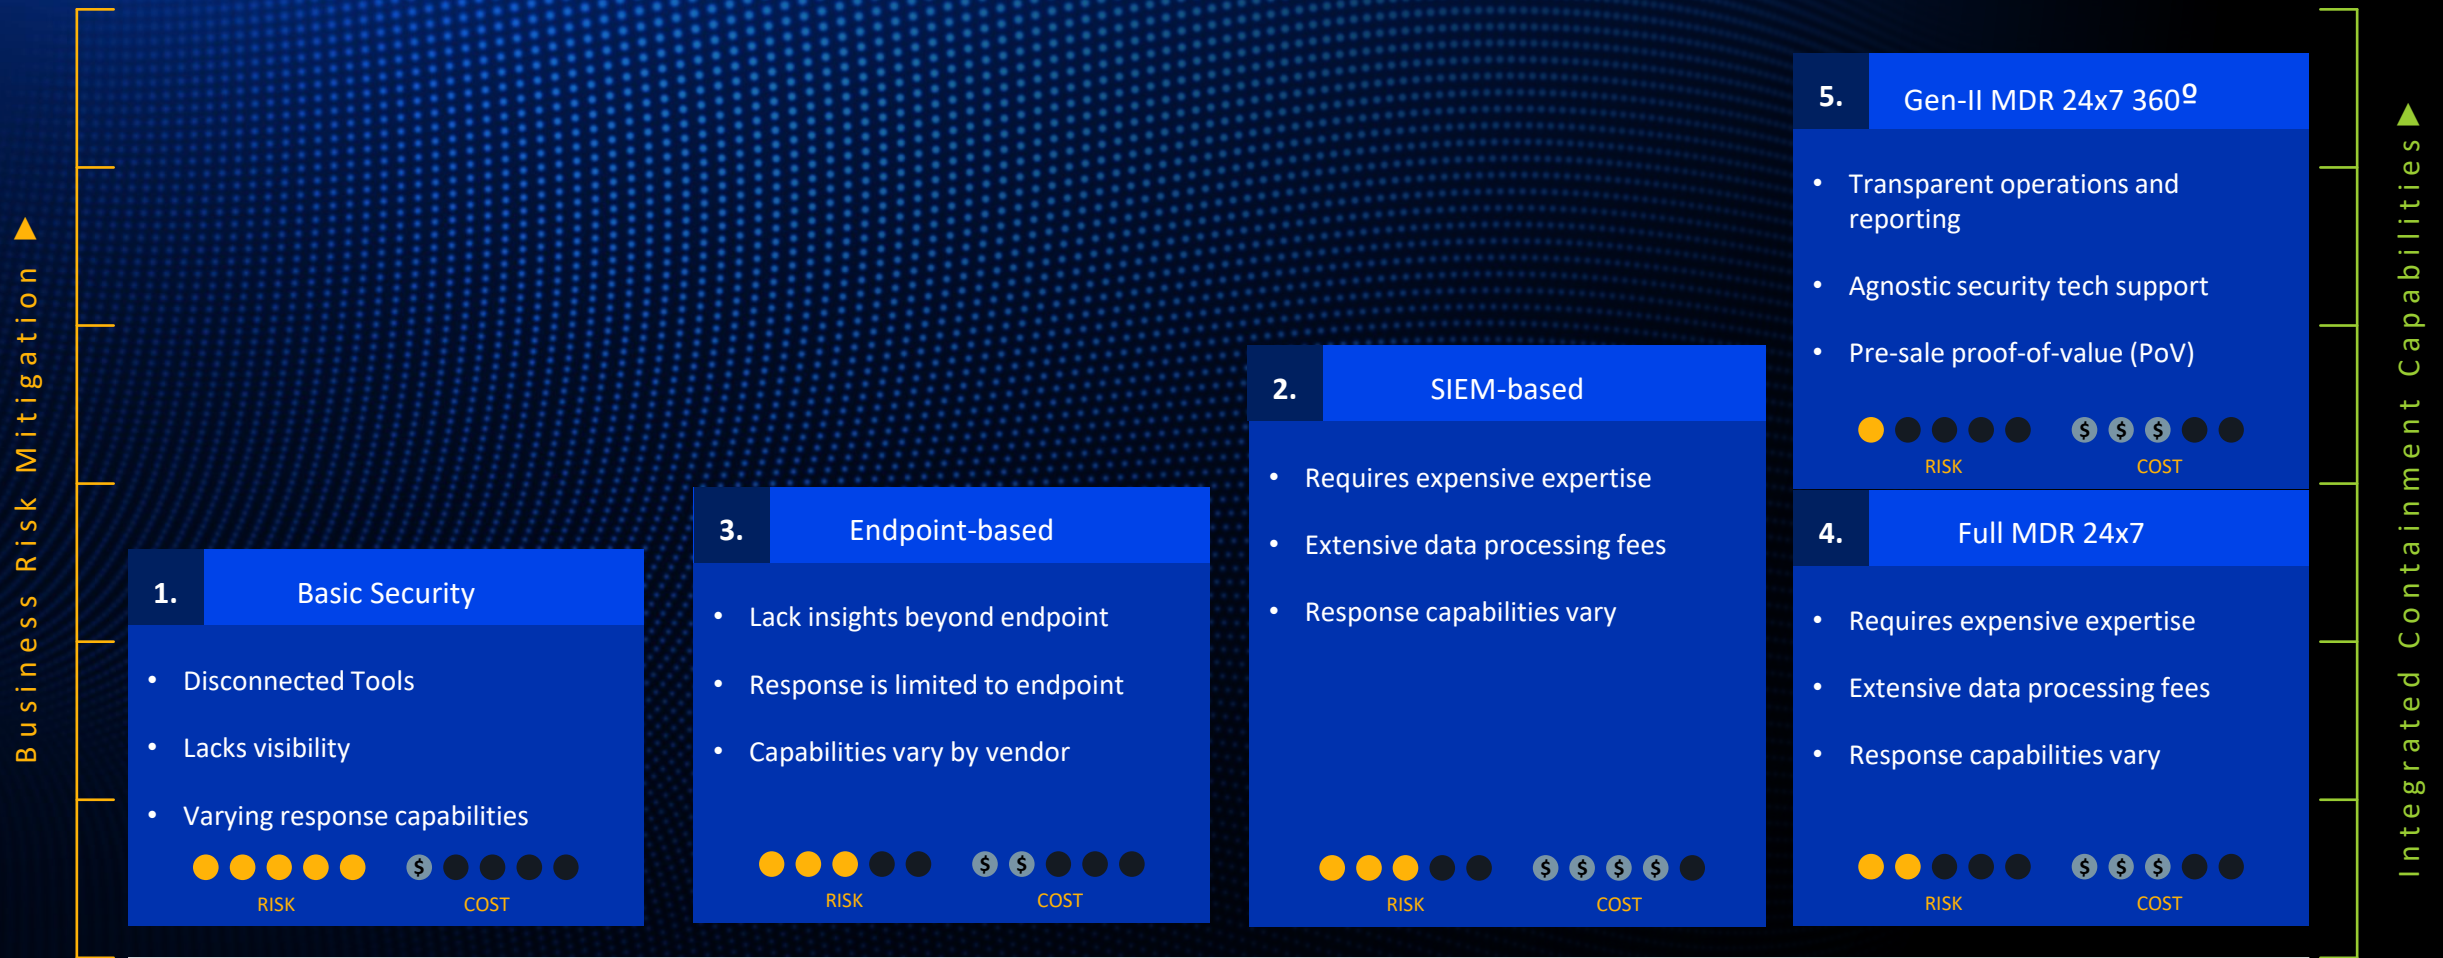 Business Risk Mitigation ▲
1.
Basic Security
• Disconnected Tools
• Lacks visibility
• Varying response capabilities
$
RISK
COST
3.
Endpoint-based
• Lack insights beyond endpoint
• Response is limited to endpoint
• Capabilities vary by vendor
$ $
RISK
COST
2.
SIEM-based
• Requires expensive expertise
• Extensive data processing fees
• Response capabilities vary
$ $ $ $
RISK
COST
5.
Gen-II MDR 24x7 360º
• Transparent operations and
reporting
• Agnostic security tech support
• Pre-sale proof-of-value (PoV)
$ $ $
RISK
COST
4.
Full MDR 24x7
• Requires expensive expertise
• Extensive data processing fees
• Response capabilities vary
$ $ $
RISK
COST
Integrated Containment Capabilities ▲